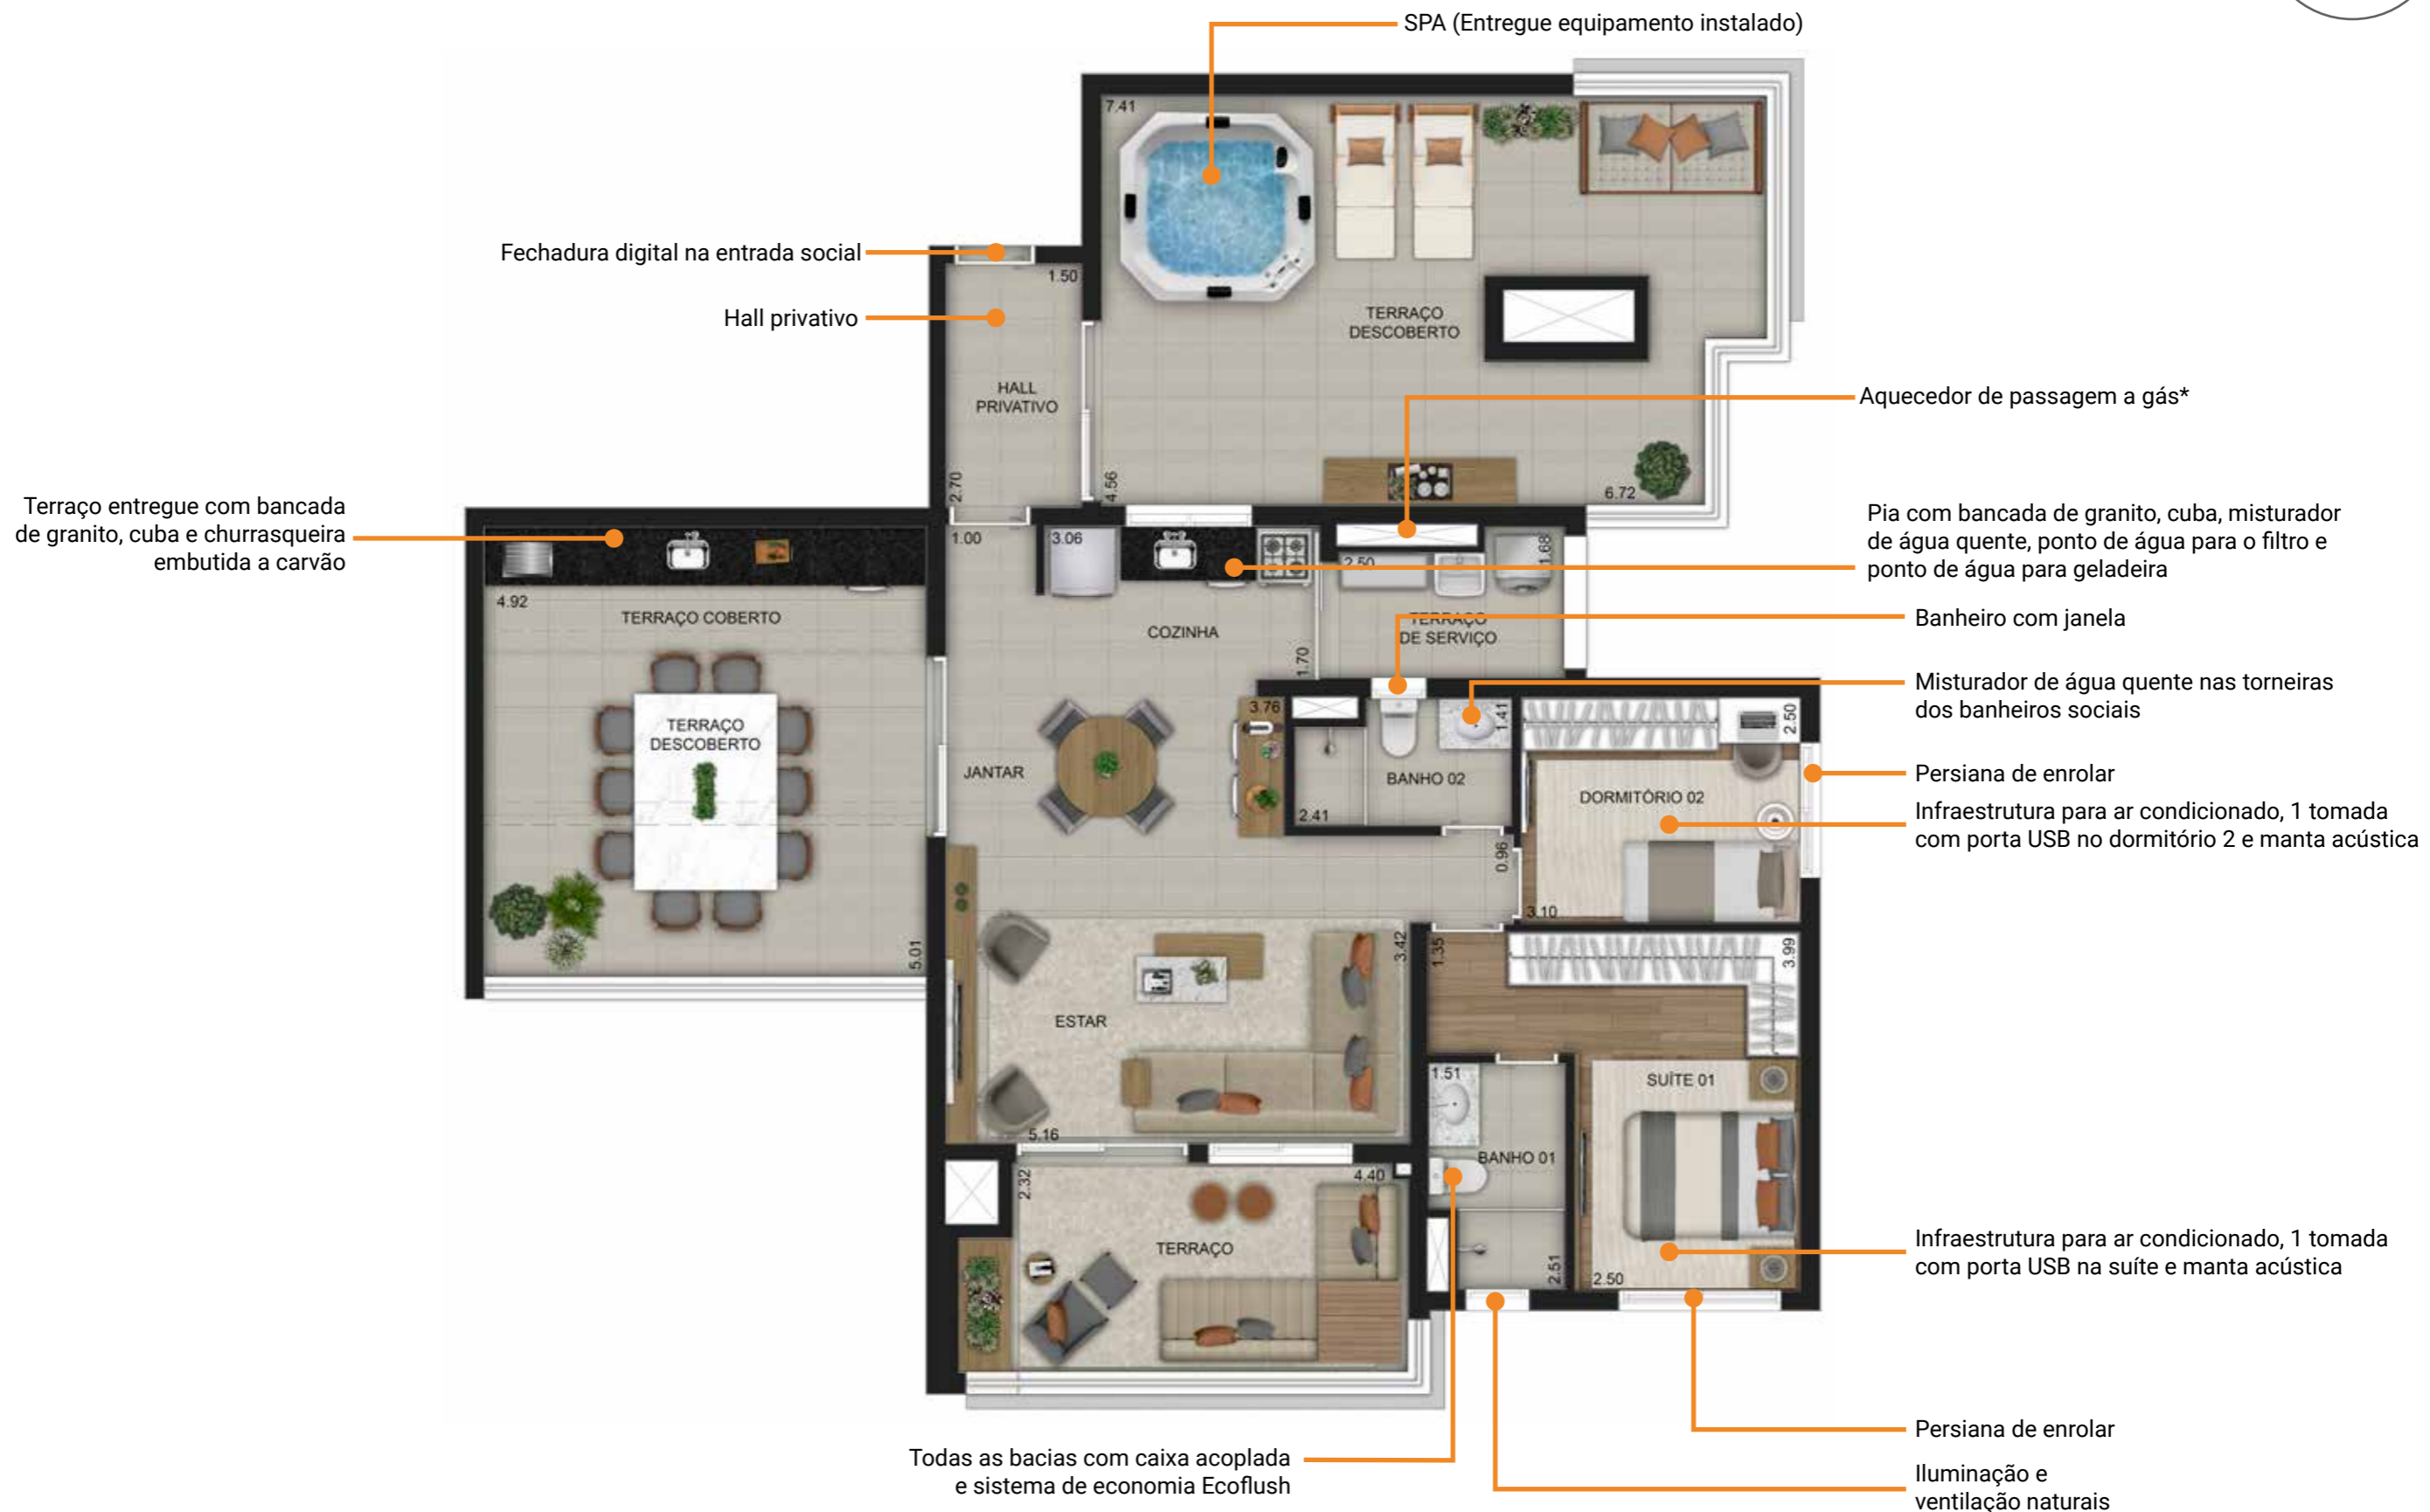 SPA (Entregue equipamento instalado)
7.41
Fechadura digital na entrada social
1.50
Hall privativo
TERRAÇO
DESCOBERTO
HALL
PRIVATIVO
Aquecedor de passagem a gás*
2.70
4.56
6.72
Terraço entregue com bancada
de granito, cuba e churrasqueira
embutida a carvão
Pia com bancada de granito, cuba, misturador
de água quente, ponto de água para o filtro e
ponto de água para geladeira
1.00
3.06
2.50
1.68
4.92
TERRAÇO COBERTO
COZINHA
TERRAÇO
DE SERVIÇO
1.70
Banheiro com janela
Misturador de água quente nas torneiras
dos banheiros sociais
3.76
1.41
2.50
TERRAÇO
DESCOBERTO
JANTAR
BANHO 02
2.41
DORMITÓRIO 02
Persiana de enrolar
Infraestrutura para ar condicionado, 1 tomada
com porta USB no dormitório 2 e manta acústica
0.96
3.10
5.01
3.42
1.35
3.99
ESTAR
1.51
SUÍTE 01
5.16
BANHO 01
2.32
4.40
TERRAÇO
2.51
2.50
Infraestrutura para ar condicionado, 1 tomada
com porta USB na suíte e manta acústica
Persiana de enrolar
Todas as bacias com caixa acoplada
e sistema de economia Ecoflush
Iluminação e
ventilação naturais